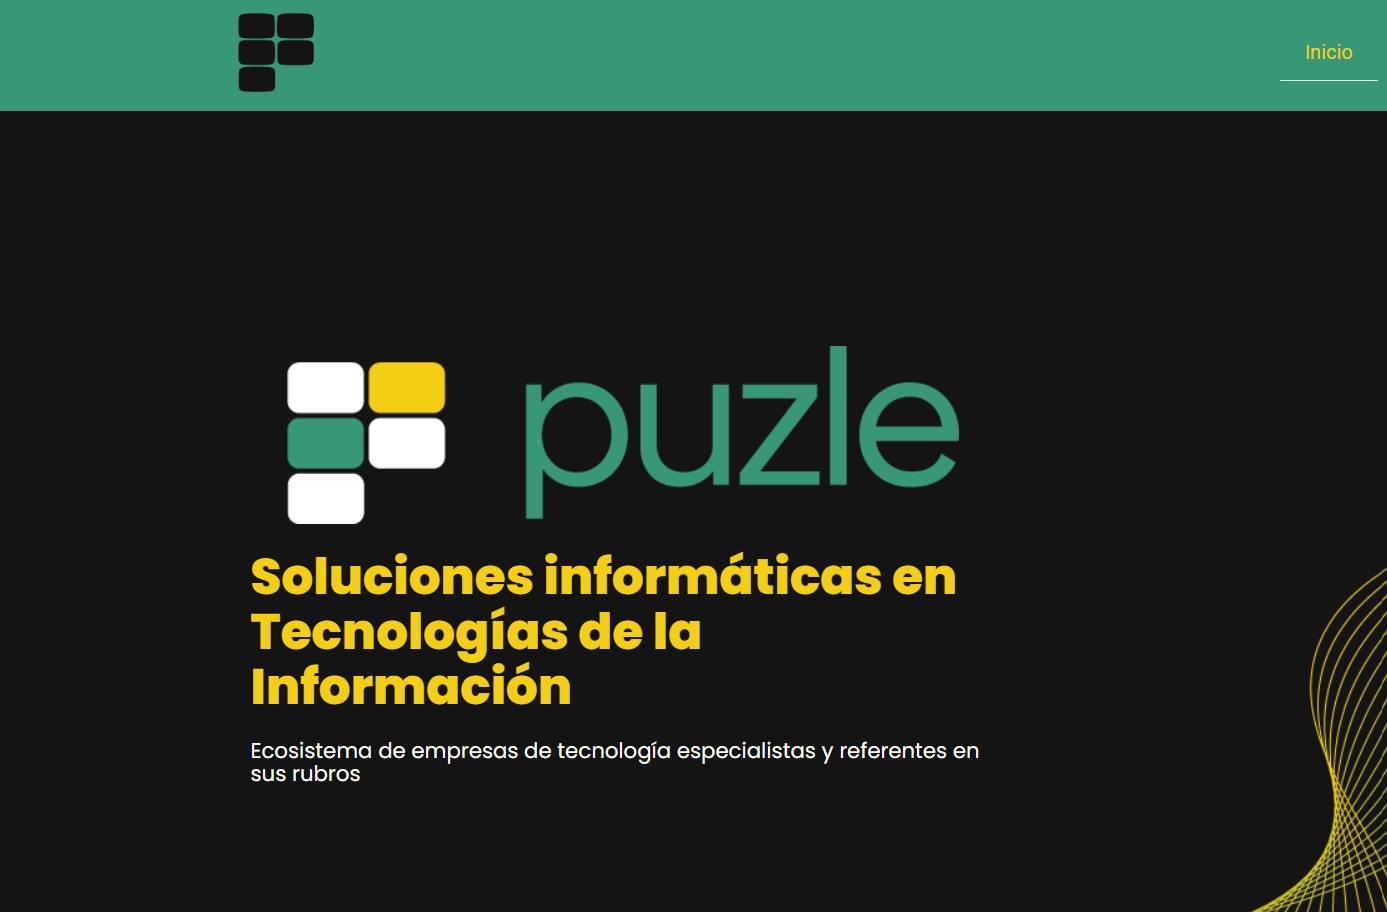 Inicio
puzle
Soluciones informáticas en
Tecnologías de la
Información
Ecosistema de empresas de tecnología especialistas y referentes en
sus rubros